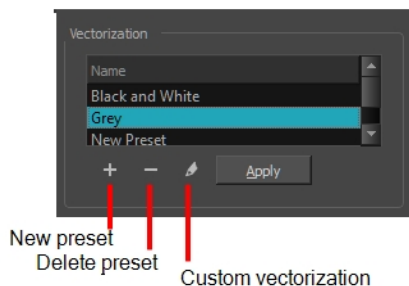 Vectorization
Name
Black and White
Grey
New Preset
+ − Apply
New preset
Delete preset
Custom vectorization